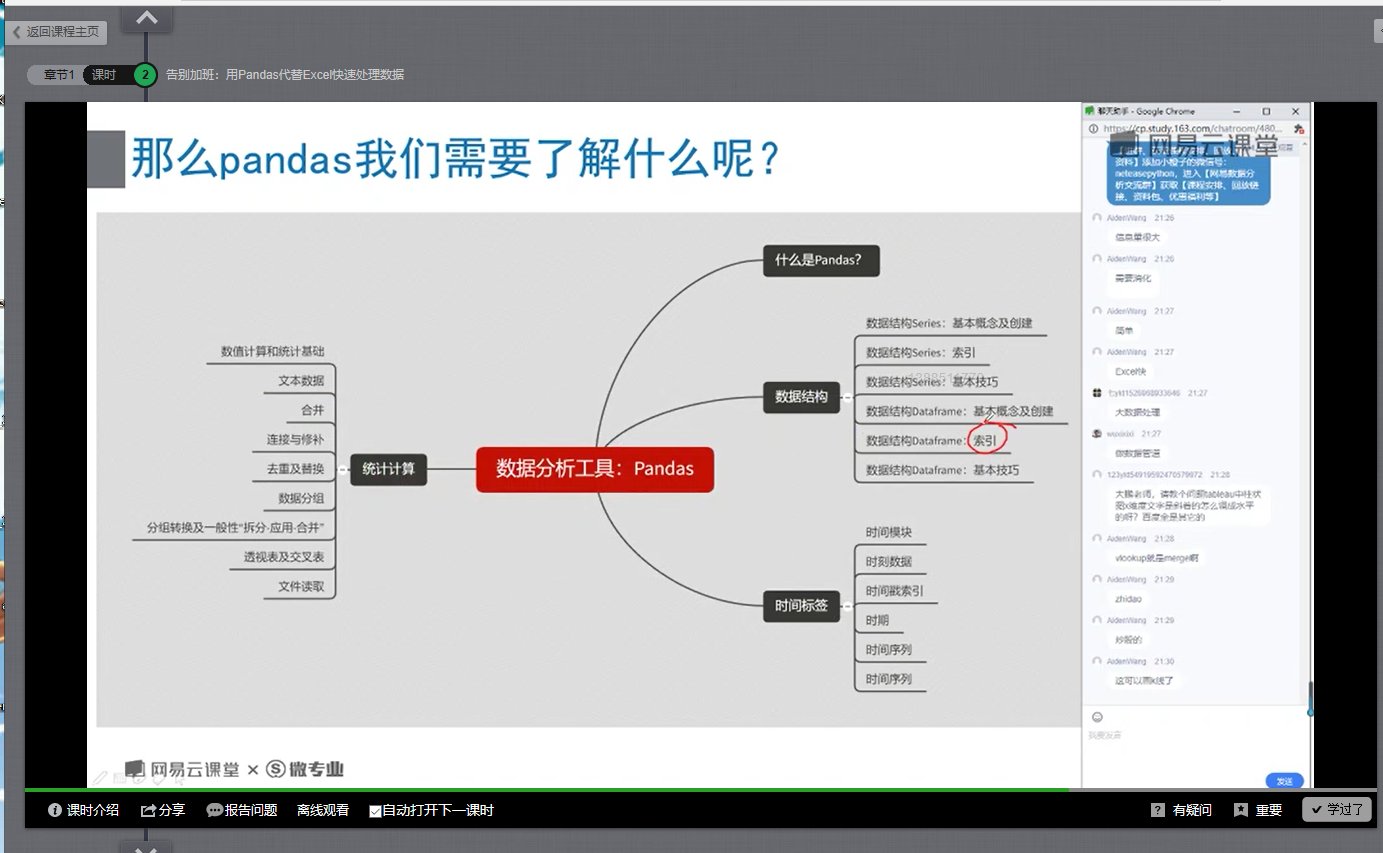 返回课程主页
章节1 课时 2 告别加班：用Pandas代替Excel快速处理数据
那么pandas我们需要了解什么呢？
什么是Pandas？
数据结构Series：基本概念及创建
数据结构Series：索引
数据结构Series：基本技巧
数据结构
数据结构Dataframe：基本概念及创建
数据结构Dataframe：索引
数据结构Dataframe：基本技巧
数值计算和统计基础
文本数据
合并
连接与修补
去重及替换
统计计算
数据分组
分组转换及一般性“拆分-应用-合并”
透视表及交叉表
文件读取
数据分析工具：Pandas
时间模块
时刻数据
时间戳索引
时间标签
时期
时间序列
时间序列
网易云课堂 × 微专业
聊天助手 - Google Chrome
https://cp.study.163.com/chatroom/480...
网易云课堂
资料】添加小橙子的微信号：
neteasepython，进入【网易数据分
析交流群】获取【课程安排、回放链
接、资料包、优惠福利等】
AidenWang 21:26
信息量很大
AidenWang 21:26
需要消化
AidenWang 21:27
简单
AidenWang 21:27
Excel快
21:27
大数据处理
wuxixixi 21:27
做数据管道
21:28
大鹏老师，请教个问题tableau中柱状
图x维度文字是斜着的怎么调成水平
的呀？百度全是其它的
AidenWang 21:28
vlookup就是merge啊
AidenWang 21:29
zhidao
AidenWang 21:29
炒股的
AidenWang 21:30
这可以画k线了
我要发言
发送
课时介绍 分享 报告问题 离线观看 自动打开下一课时 有疑问 重要 学过了